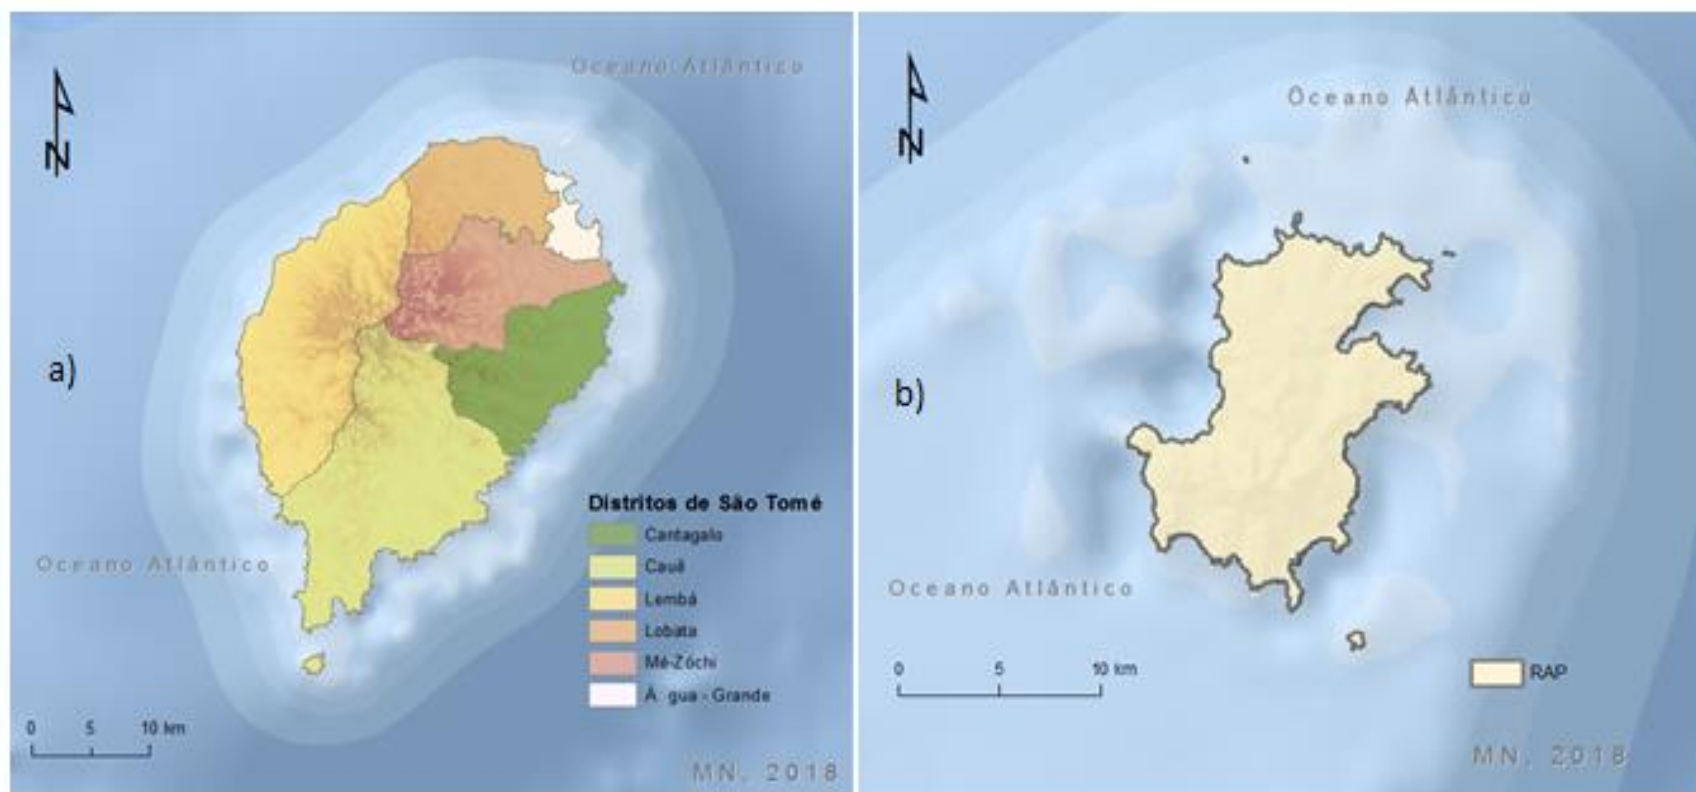 Oceano Atlântico
N
a)
Distritos de São Tomé
Cantagalo
Cauê
Lembá
Lobata
Mé-Zóchi
Á gua - Grande
Oceano Atlântico
0 5 10 km
MN, 2018
Oceano Atlântico
N
b)
Oceano Atlântico
0 5 10 km
RAP
MN, 2018